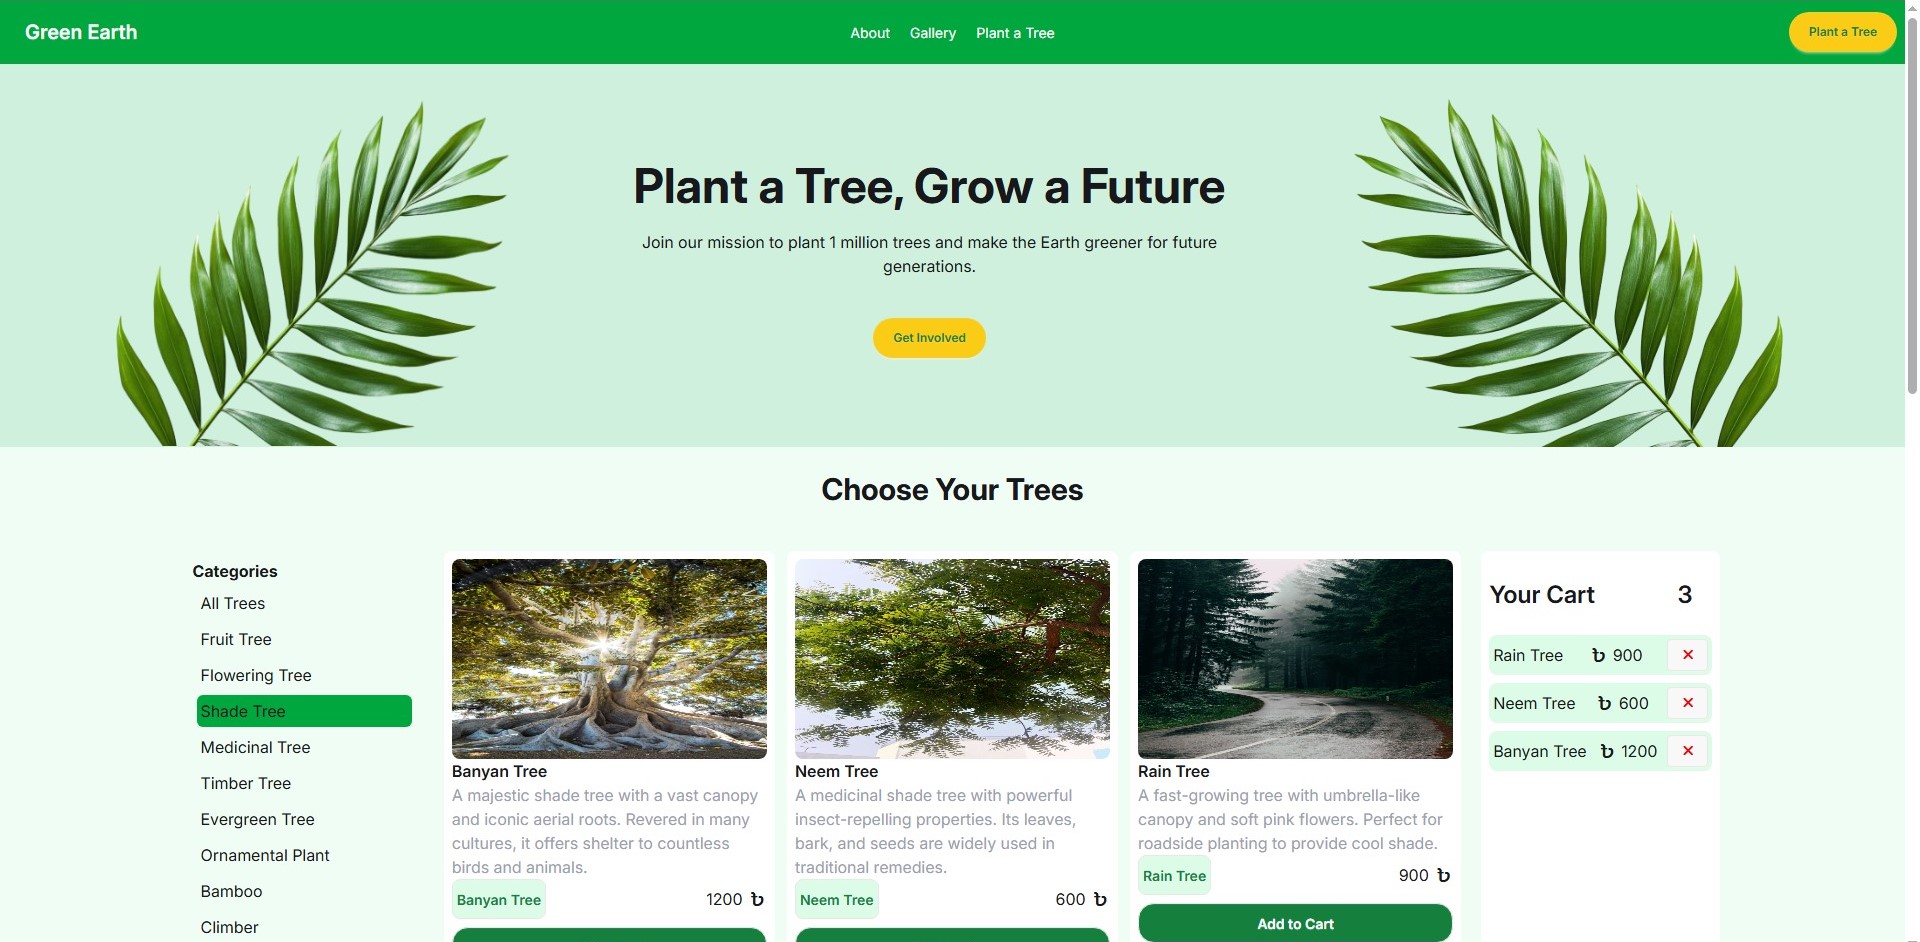 Green Earth
About Gallery Plant a Tree
Plant a Tree
Plant a Tree, Grow a Future
Join our mission to plant 1 million trees and make the Earth greener for future
generations.
Get Involved
Choose Your Trees
Categories
All Trees
Fruit Tree
Flowering Tree
Shade Tree
Medicinal Tree
Timber Tree
Evergreen Tree
Ornamental Plant
Bamboo
Climber
Banyan Tree
A majestic shade tree with a vast canopy
and iconic aerial roots. Revered in many
cultures, it offers shelter to countless
birds and animals.
Banyan Tree 1200 ৳
Neem Tree
A medicinal shade tree with powerful
insect-repelling properties. Its leaves,
bark, and seeds are widely used in
traditional remedies.
Neem Tree 600 ৳
Rain Tree
A fast-growing tree with umbrella-like
canopy and soft pink flowers. Perfect for
roadside planting to provide cool shade.
Rain Tree 900 ৳
Add to Cart
Your Cart 3
Rain Tree ৳ 900 ✕
Neem Tree ৳ 600 ✕
Banyan Tree ৳ 1200 ✕